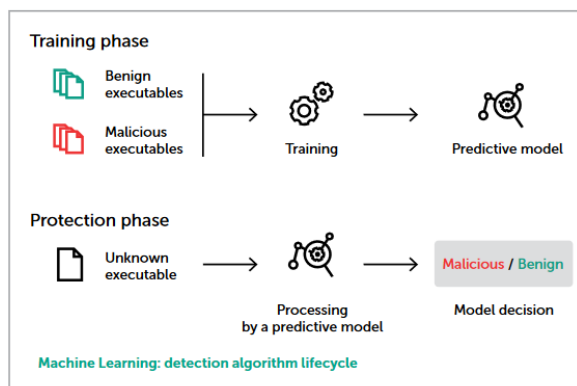 Training phase
Benign
executables
Malicious
executables
Training
Predictive model
Protection phase
Unknown
executable
Processing
by a predictive model
Malicious / Benign
Model decision
Machine Learning: detection algorithm lifecycle